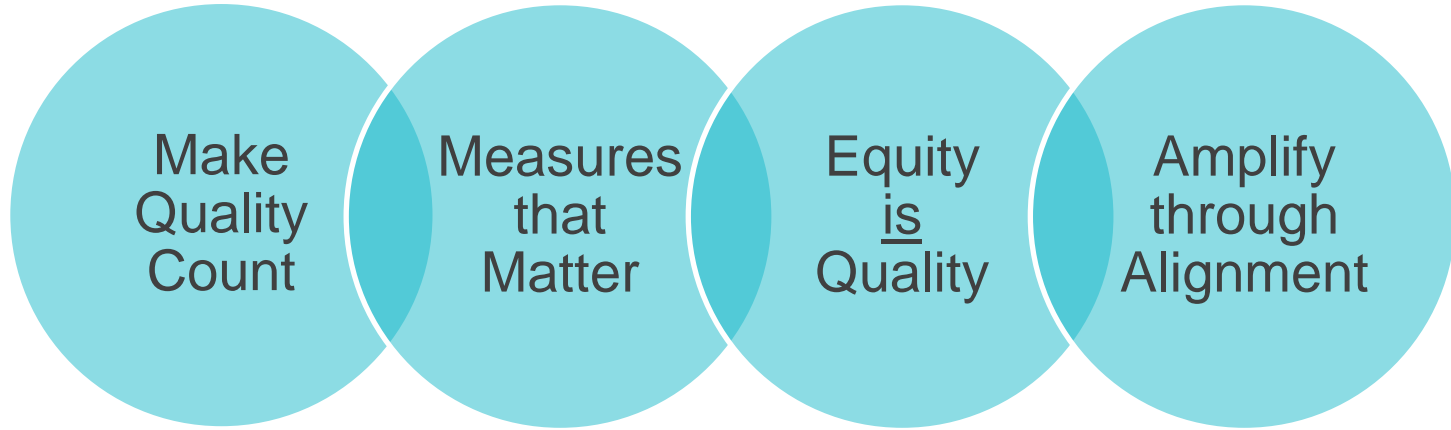 Make
Quality
Count
Measures
that
Matter
Equity
is
Quality
Amplify
through
Alignment